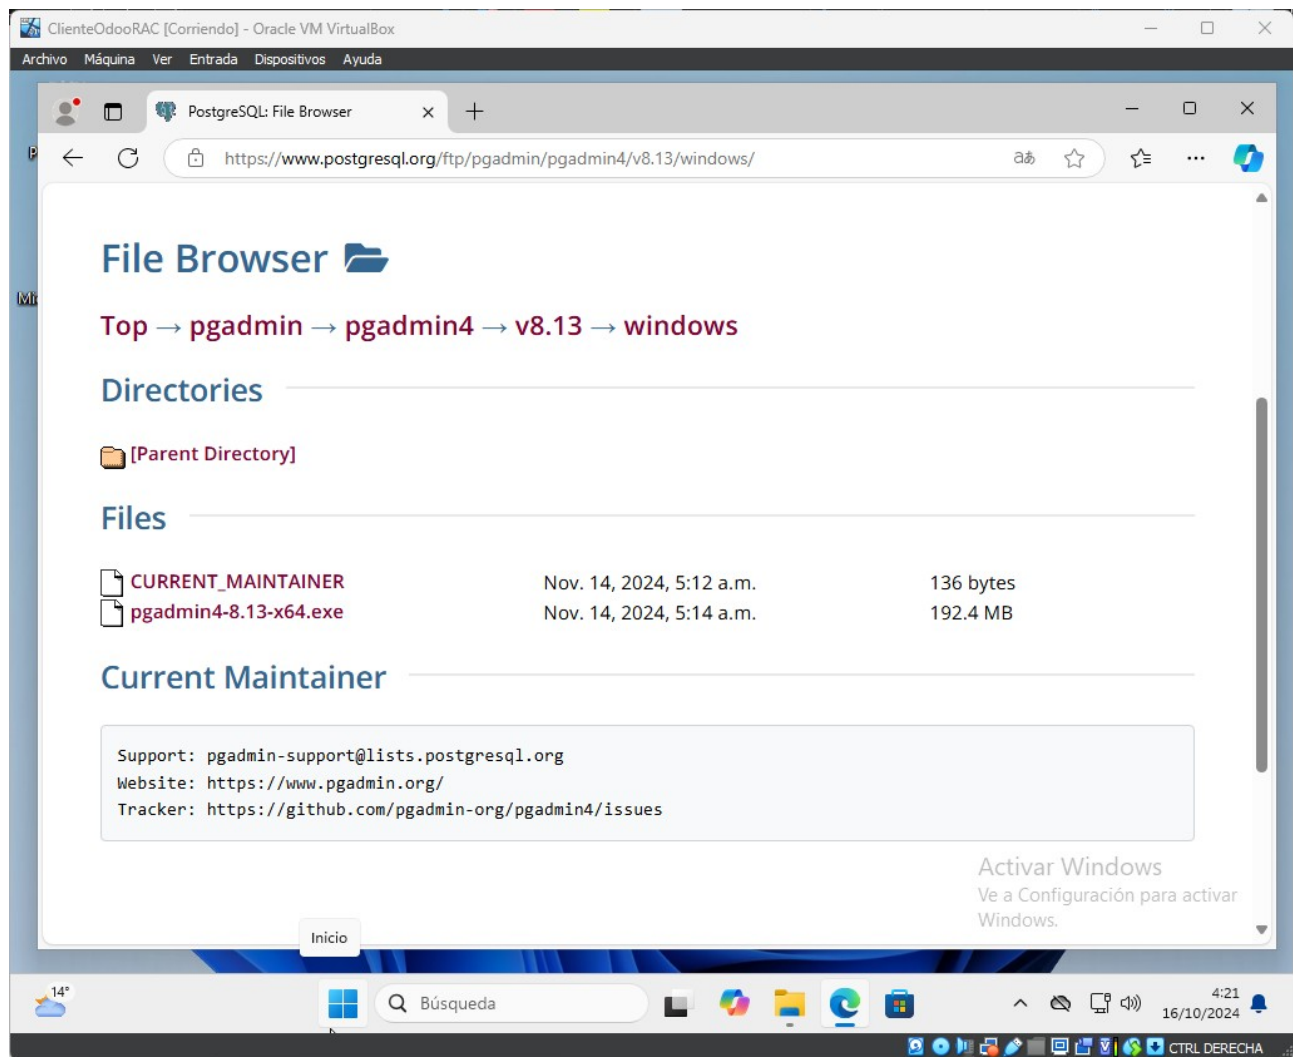 ClienteOdooRAC [Corriendo] - Oracle VM VirtualBox
Archivo Máquina Ver Entrada Dispositivos Ayuda
PostgreSQL: File Browser
https://www.postgresql.org/ftp/pgadmin/pgadmin4/v8.13/windows/
aあ
File Browser
Top → pgadmin → pgadmin4 → v8.13 → windows
Directories
[Parent Directory]
Files
CURRENT_MAINTAINER Nov. 14, 2024, 5:12 a.m. 136 bytes
pgadmin4-8.13-x64.exe Nov. 14, 2024, 5:14 a.m. 192.4 MB
Current Maintainer
Support: pgadmin-support@lists.postgresql.org
Website: https://www.pgadmin.org/
Tracker: https://github.com/pgadmin-org/pgadmin4/issues
Activar Windows
Ve a Configuración para activar
Windows.
Inicio
14°
Búsqueda
4:21
16/10/2024
CTRL DERECHA